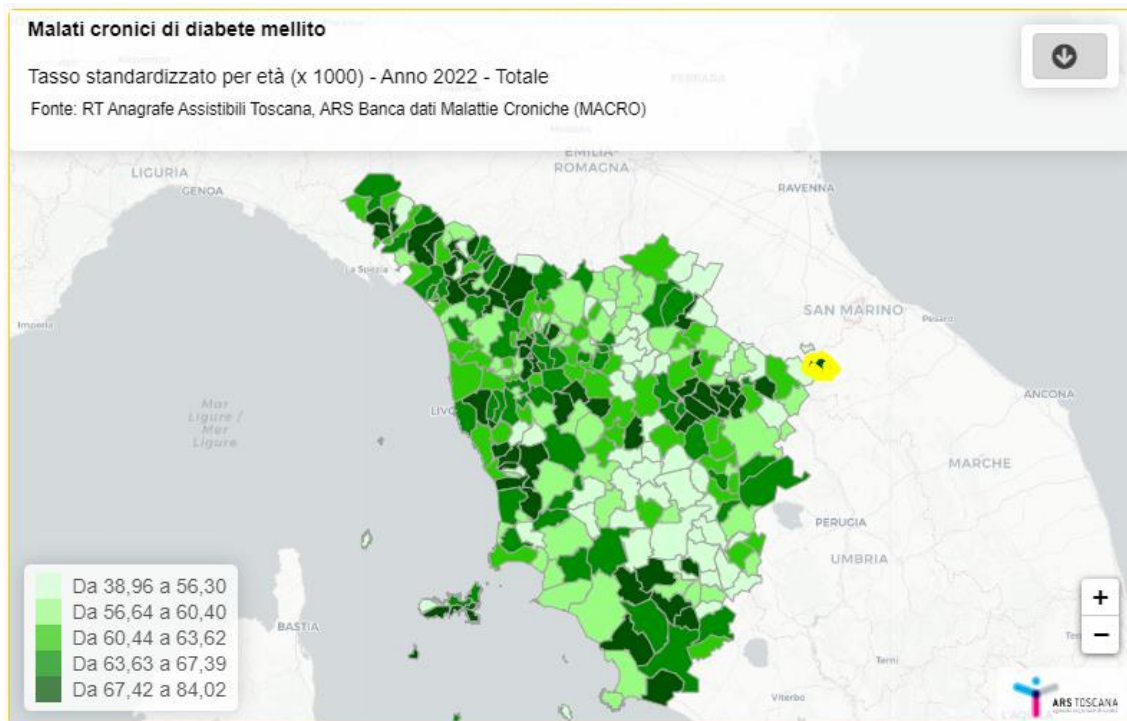 Malati cronici di diabete mellito
Tasso standardizzato per età (x 1000) - Anno 2022 - Totale
Fonte: RT Anagrafe Assistibili Toscana, ARS Banca dati Malattie Croniche (MACRO)
FERRARA
EMILIA-
ROMAGNA
LIGURIA
GENOA
RAVENNA
La Spezia
SAN MARINO
Pesaro
Imperia
ANCONA
Mar
Ligure /
Mar
Ligure
LIVO
MARCHE
PERUGIA
UMBRIA
Da 38,96 a 56,30
Da 56,64 a 60,40
Da 60,44 a 63,62
Da 63,63 a 67,39
Da 67,42 a 84,02
BASTIA
+
−
Terni
Viterbo
ARS TOSCANA